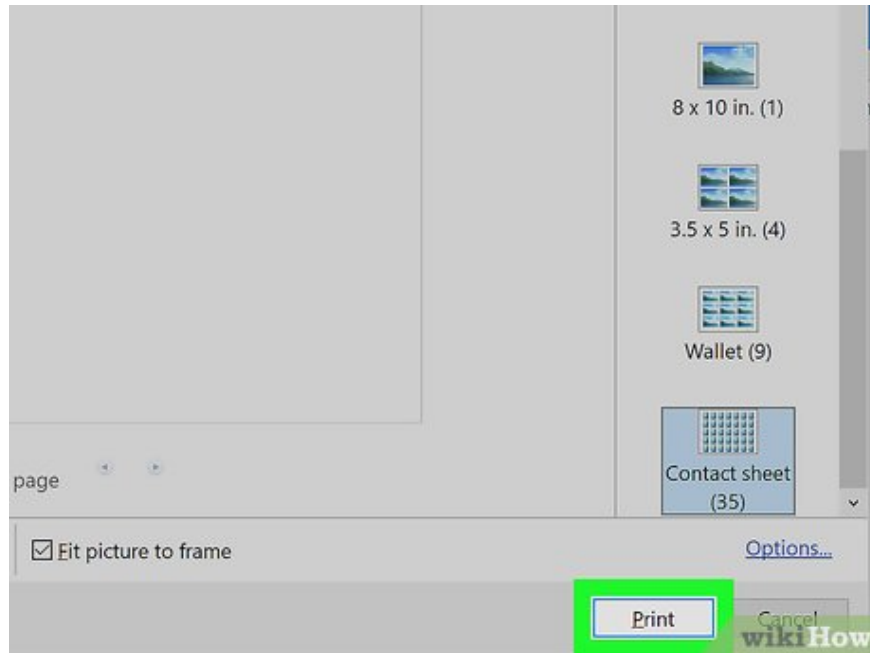 8 x 10 in. (1)
3.5 x 5 in. (4)
Wallet (9)
Contact sheet
(35)
page
Fit picture to frame
Options...
Print
Cancel
wikiHow